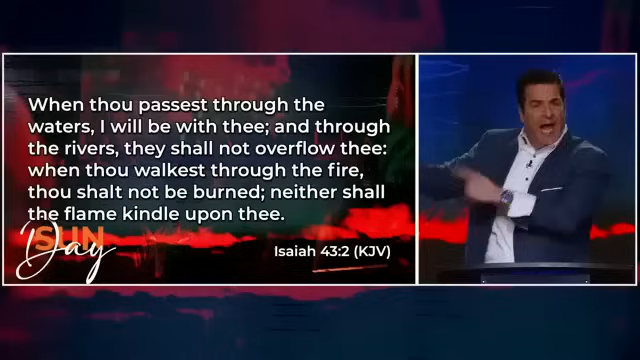 When thou passest through the
waters, I will be with thee; and through
the rivers, they shall not overflow thee:
when thou walkest through the fire,
thou shalt not be burned; neither shall
the flame kindle upon thee.
SUN
Day
Isaiah 43:2 (KJV)